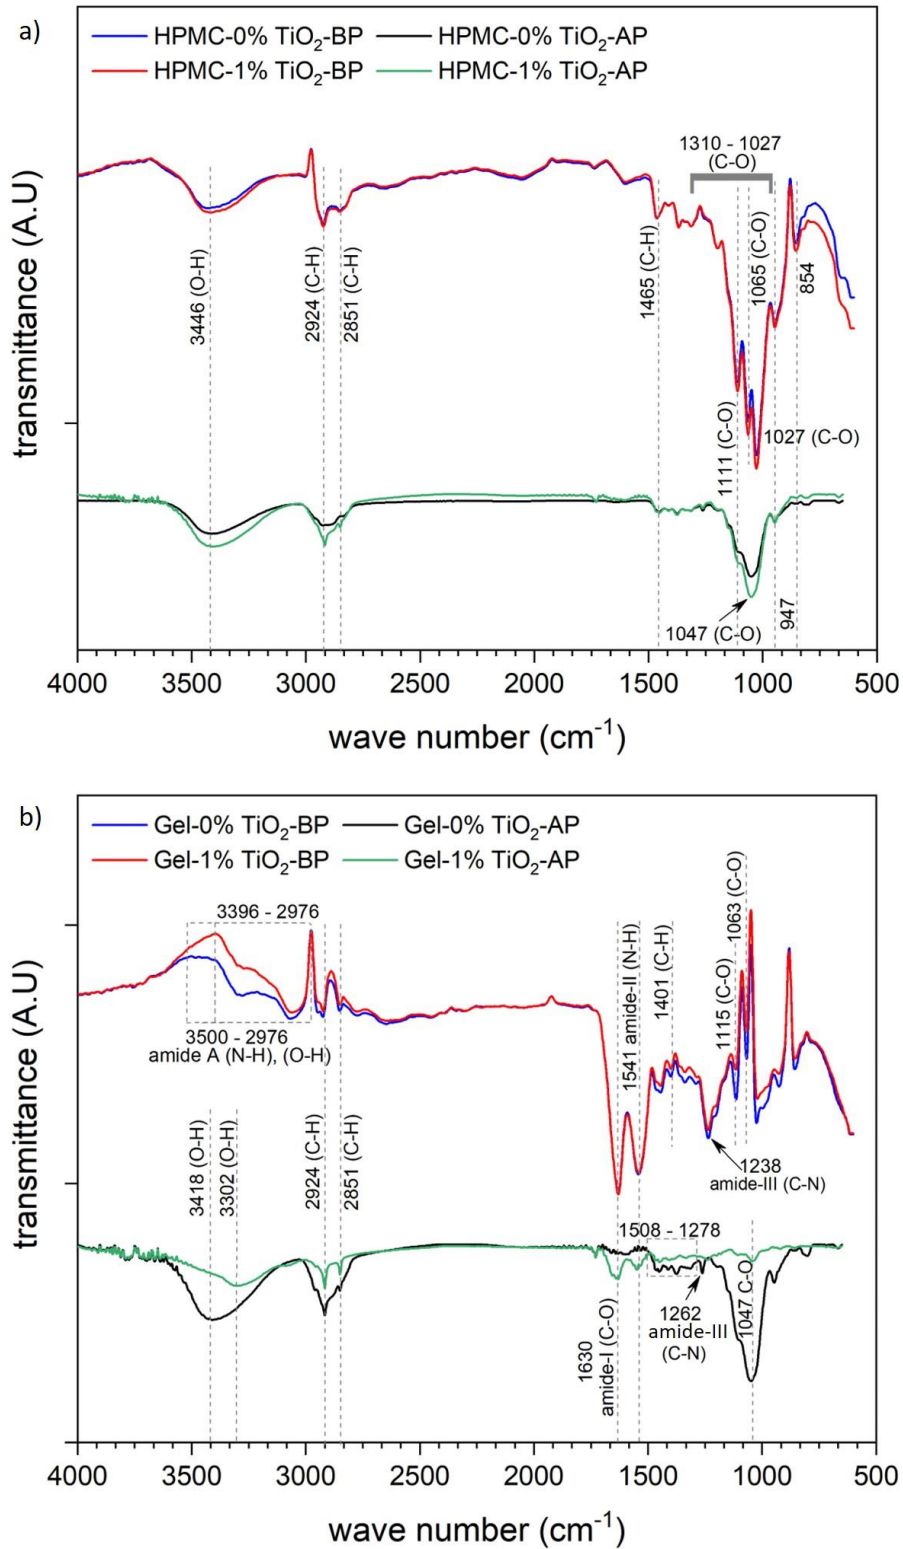 a)
HPMC-0% TiO₂-BP HPMC-0% TiO₂-AP
HPMC-1% TiO₂-BP HPMC-1% TiO₂-AP
1310 - 1027
(C-O)
3446 (O-H)
2924 (C-H)
2851 (C-H)
1465 (C-H)
1065 (C-O)
854
1111 (C-O)
1027 (C-O)
1047 (C-O)
947
transmittance (A.U)
4000 3500 3000 2500 2000 1500 1000 500
wave number (cm⁻¹)
b)
Gel-0% TiO₂-BP Gel-0% TiO₂-AP
Gel-1% TiO₂-BP Gel-1% TiO₂-AP
3396 - 2976
3500 - 2976
amide A (N-H), (O-H)
1541 amide-II (N-H)
1401 (C-H)
1115 (C-O)
1063 (C-O)
1238
amide-III (C-N)
3418 (O-H)
3302 (O-H)
2924 (C-H)
2851 (C-H)
1508 - 1278
1262
amide-III
(C-N)
1047 C-O
1630
amide-I (C-O)
transmittance (A.U)
4000 3500 3000 2500 2000 1500 1000 500
wave number (cm⁻¹)